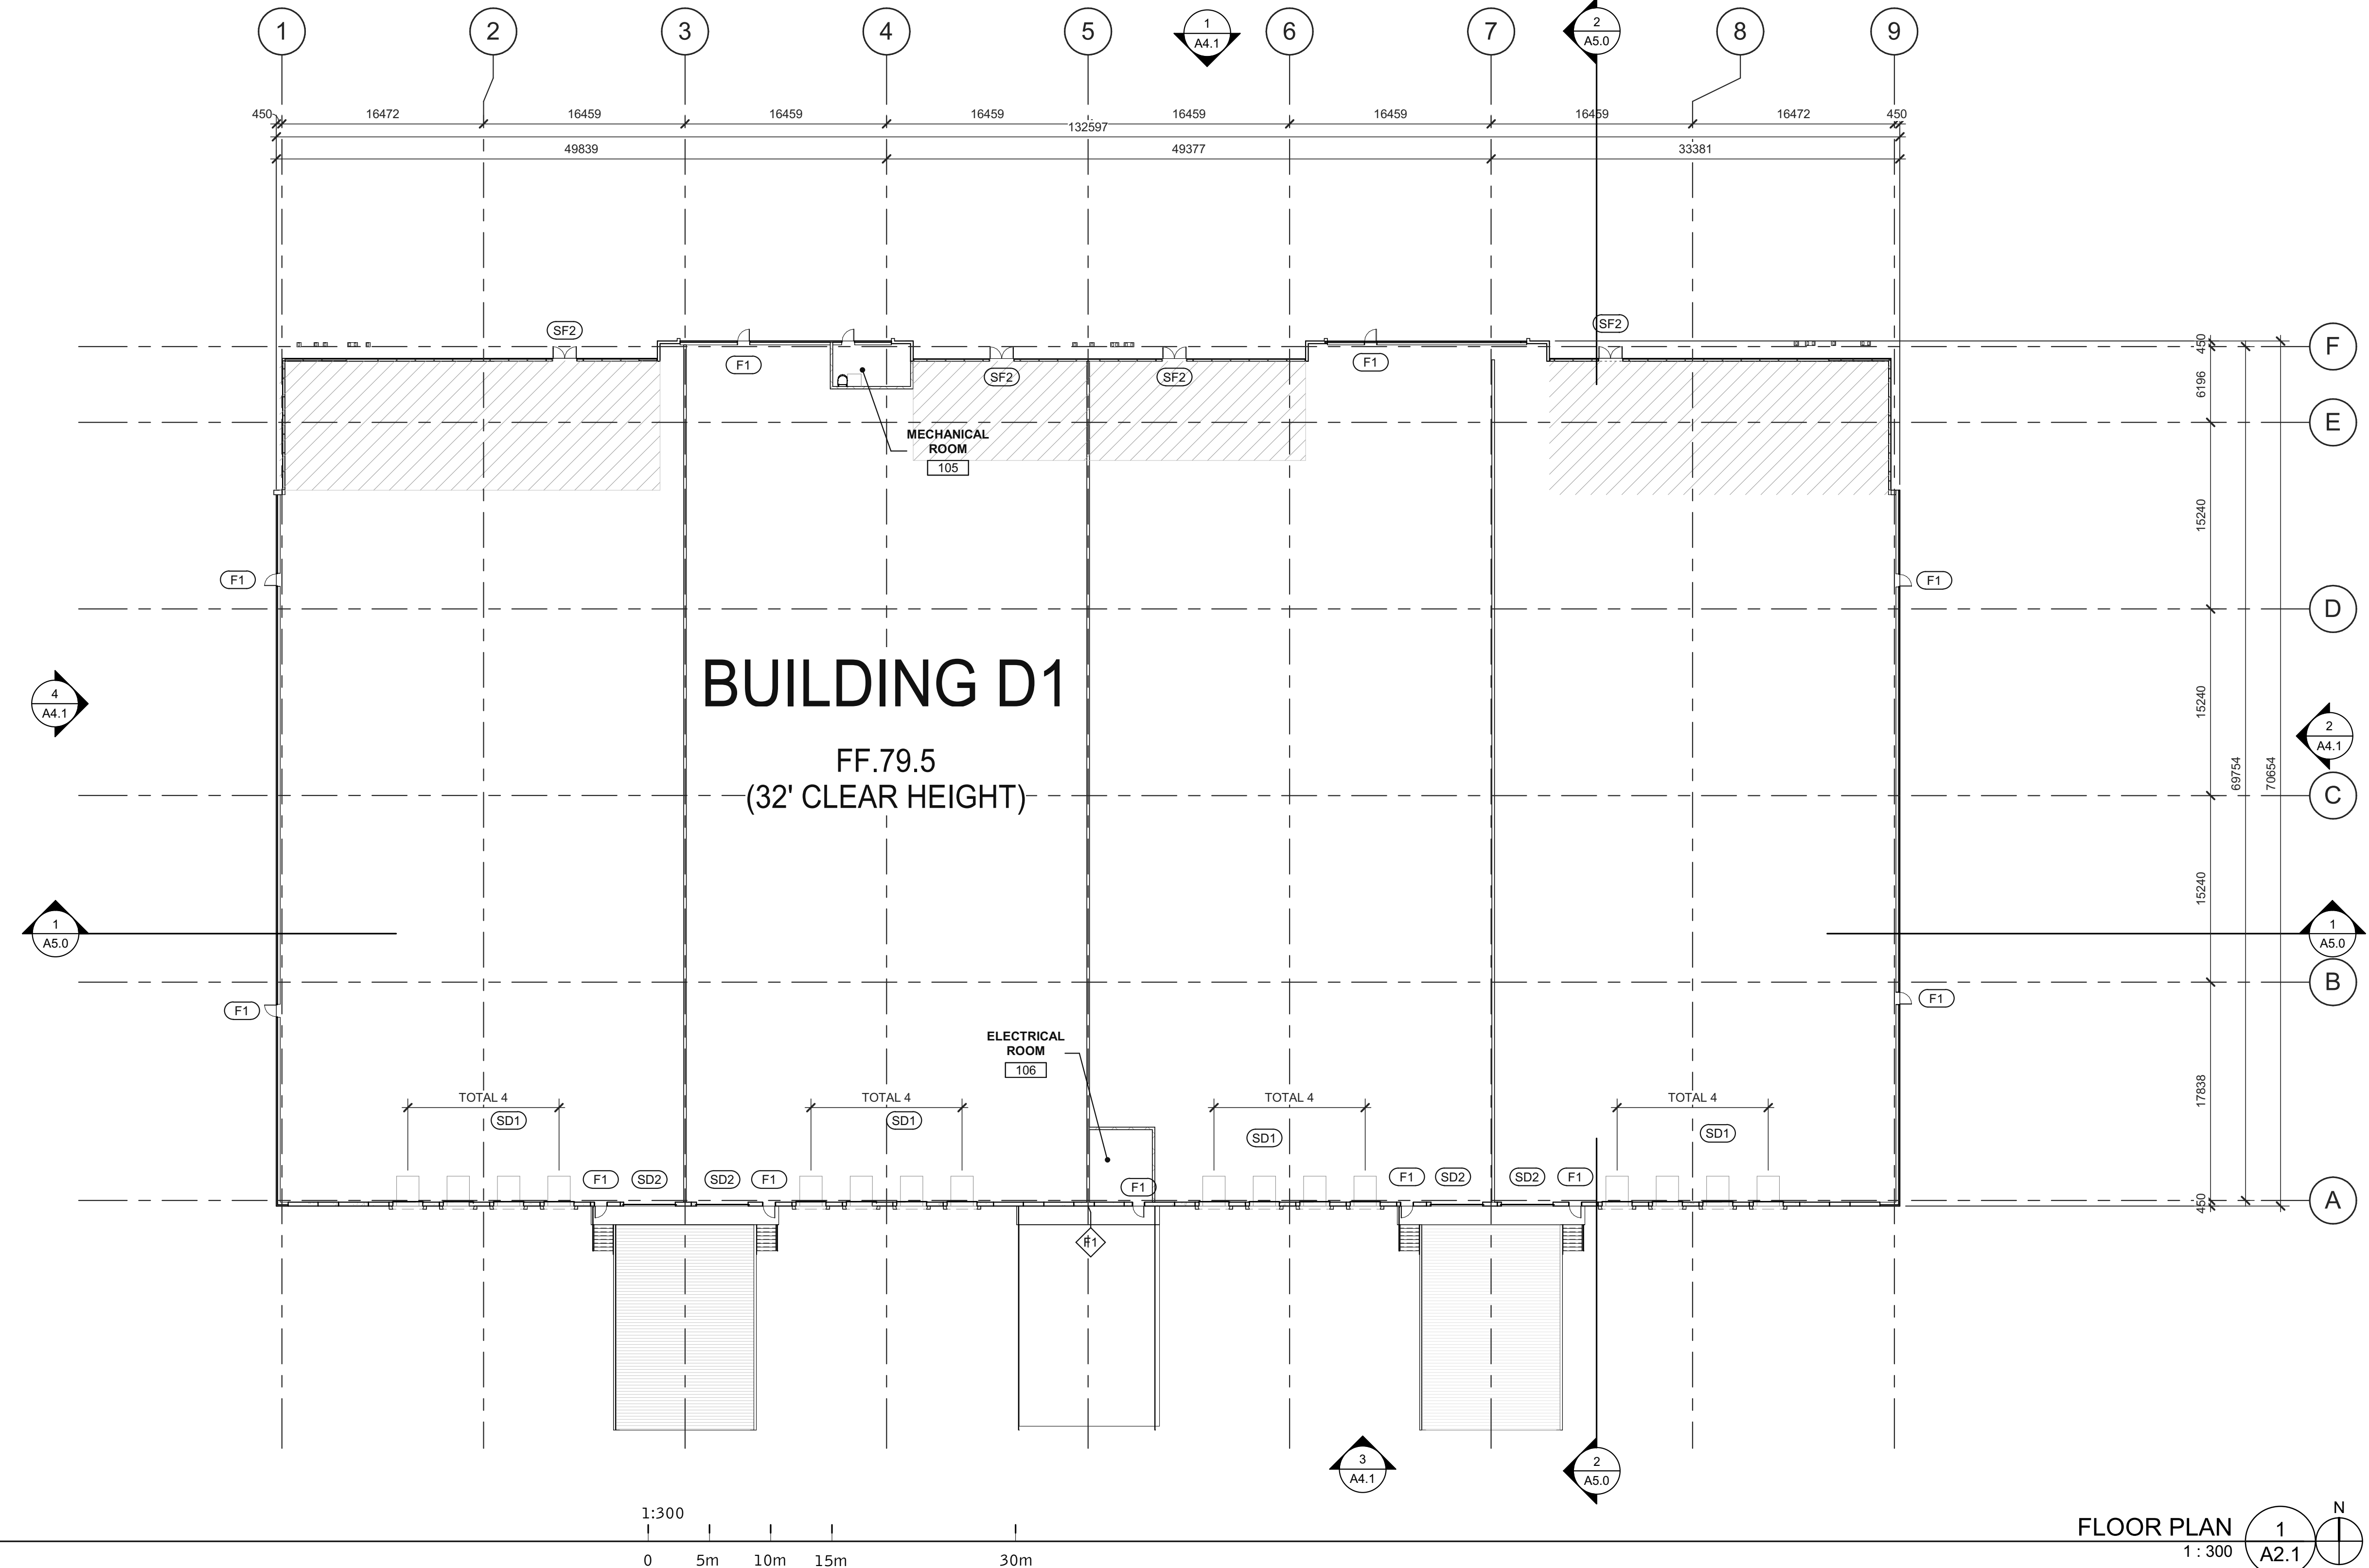 1 2 3 4 5 6 7 8 9
1
A4.1
2
A5.0
450 16472 16459 16459 16459 16459 16459 16459 16472 450
132597
49839 49377 33381
SF2 SF2
F
450
F1 F1
SF2 SF2
6196
E
MECHANICAL
ROOM
105
15240
F1 F1
D
BUILDING D1
4
A4.1
15240
2
A4.1
FF.79.5
69754 70654
(32' CLEAR HEIGHT)
C
15240
1
A5.0
1
A5.0
B
F1 F1
ELECTRICAL
ROOM
106
17838
TOTAL 4 TOTAL 4 TOTAL 4 TOTAL 4
SD1 SD1 SD1 SD1
F1 SD2 SD2 F1 F1 F1 SD2 SD2 F1
450
A
F1
3
A4.1
2
A5.0
1:300
0 5m 10m 15m 30m
FLOOR PLAN
1 : 300
1
A2.1
N